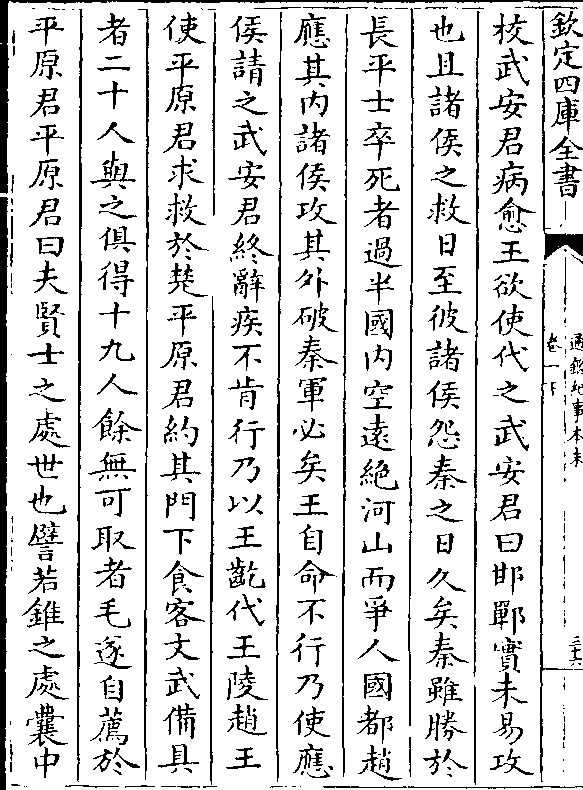 欽定四庫全書
通鑑紀事本末
卷一下
三十六
校武安君病愈王欲使代之武安君曰邯鄲實未易攻
也且諸侯之救日至彼諸侯怨秦之日久矣秦雖勝於
長平士卒死者過半國内空遠絶河山而爭人國都趙
應其内諸侯攻其外破秦軍必矣王自命不行乃使應
侯請之武安君終辭疾不肯行乃以王齕代王陵趙王
使平原君求救於楚平原君約其門下食客文武備具
者二十人與之俱得十九人餘無可取者毛遂自薦於
平原君平原君曰夫賢士之處世也譬若錐之處囊中